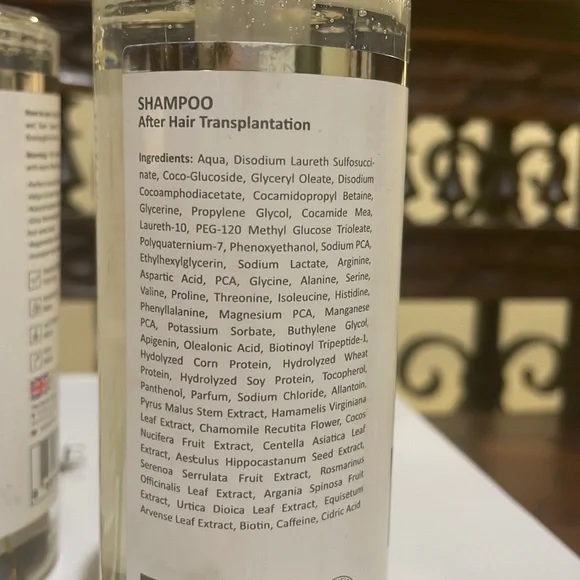 SHAMPOO
After Hair Transplantation
Ingredients: Aqua, Disodium Laureth Sulfosucci-
nate, Coco-Glucoside, Glyceryl Oleate, Disodium
Cocoamphodiacetate, Cocamidopropyl Betaine,
Glycerine, Propylene Glycol, Cocamide Mea,
Laureth-10, PEG-120 Methyl Glucose Trioleate,
Polyquaternium-7, Phenoxyethanol, Sodium PCA,
Ethylhexylglycerin, Sodium Lactate, Arginine,
Aspartic Acid, PCA, Glycine, Alanine, Serine,
Valine, Proline, Threonine, Isoleucine, Histidine,
Phenyllalanine, Magnesium PCA, Manganese
PCA, Potassium Sorbate, Buthylene Glycol,
Apigenin, Olealonic Acid, Biotinoyl Tripeptide-1,
Hydolyzed Corn Protein, Hydrolyzed Wheat
Protein, Hydrolyzed Soy Protein, Tocopherol,
Panthenol, Parfum, Sodium Chloride, Allantoin,
Pyrus Malus Stem Extract, Hamamelis Virginiana
Leaf Extract, Chamomile Recutita Flower, Cocos
Nucifera Fruit Extract, Centella Asiatica Leaf
Extract, Aesculus Hippocastanum Seed Extract,
Serenoa Serrulata Fruit Extract, Rosmarinus
Officinalis Leaf Extract, Argania Spinosa Fruit
Extract, Urtica Dioica Leaf Extract, Equisetum
Arvense Leaf Extract, Biotin, Caffeine, Cidric Acid